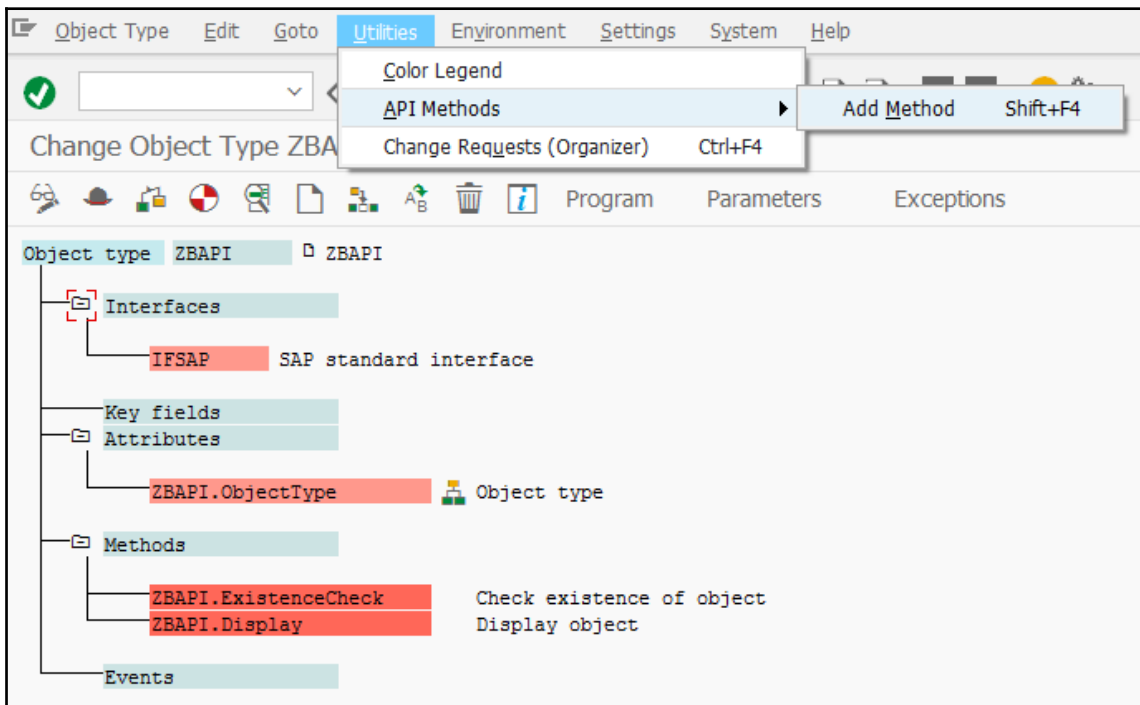 Object Type Edit Goto Utilities Environment Settings System Help
Color Legend
API Methods Add Method Shift+F4
Change Requests (Organizer) Ctrl+F4
Change Object Type ZBA
Program Parameters Exceptions
Object type ZBAPI ZBAPI
Interfaces
IFSAP SAP standard interface
Key fields
Attributes
ZBAPI.ObjectType Object type
Methods
ZBAPI.ExistenceCheck Check existence of object
ZBAPI.Display Display object
Events